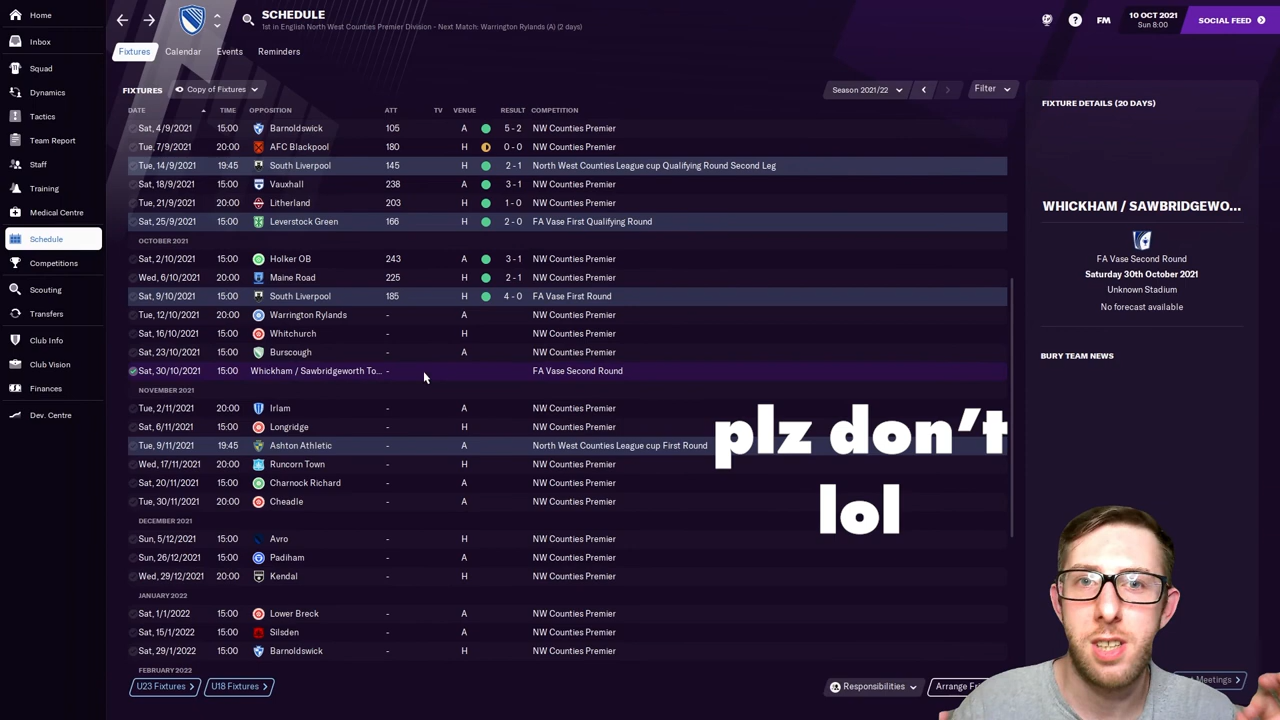 Home
SCHEDULE
1st in English North West Counties Premier Division - Next Match: Warrington Rylands (A) (2 days)
FM
10 OCT 2021
Sun 8:00
SOCIAL FEED
Inbox
Squad
Dynamics
Tactics
Team Report
Staff
Training
Medical Centre
Schedule
Competitions
Scouting
Transfers
Club Info
Club Vision
Finances
Dev. Centre
Fixtures Calendar Events Reminders
FIXTURES Copy of Fixtures Season 2021/22 Filter
DATE TIME OPPOSITION ATT TV VENUE RESULT COMPETITION
Sat, 4/9/2021 15:00 Barnoldswick 105 A 5 - 2 NW Counties Premier
Tue, 7/9/2021 20:00 AFC Blackpool 180 H 0 - 0 NW Counties Premier
Tue, 14/9/2021 19:45 South Liverpool 145 H 2 - 1 North West Counties League cup Qualifying Round Second Leg
Sat, 18/9/2021 15:00 Vauxhall 238 A 3 - 1 NW Counties Premier
Tue, 21/9/2021 20:00 Litherland 203 H 1 - 0 NW Counties Premier
Sat, 25/9/2021 15:00 Leverstock Green 166 H 2 - 0 FA Vase First Qualifying Round
OCTOBER 2021
Sat, 2/10/2021 15:00 Holker OB 243 A 3 - 1 NW Counties Premier
Wed, 6/10/2021 20:00 Maine Road 225 H 2 - 1 NW Counties Premier
Sat, 9/10/2021 15:00 South Liverpool 185 H 4 - 0 FA Vase First Round
Tue, 12/10/2021 20:00 Warrington Rylands - A NW Counties Premier
Sat, 16/10/2021 15:00 Whitchurch - H NW Counties Premier
Sat, 23/10/2021 15:00 Burscough - A NW Counties Premier
Sat, 30/10/2021 15:00 Whickham / Sawbridgeworth To... - FA Vase Second Round
NOVEMBER 2021
Tue, 2/11/2021 20:00 Irlam - A NW Counties Premier
Sat, 6/11/2021 15:00 Longridge - H NW Counties Premier
Tue, 9/11/2021 19:45 Ashton Athletic - A North West Counties League cup First Round
Wed, 17/11/2021 20:00 Runcorn Town - H NW Counties Premier
Sat, 20/11/2021 15:00 Charnock Richard - A NW Counties Premier
Tue, 30/11/2021 20:00 Cheadle - A NW Counties Premier
DECEMBER 2021
Sun, 5/12/2021 15:00 Avro - H NW Counties Premier
Sun, 26/12/2021 15:00 Padiham - A NW Counties Premier
Wed, 29/12/2021 20:00 Kendal - H NW Counties Premier
JANUARY 2022
Sat, 1/1/2022 15:00 Lower Breck - A NW Counties Premier
Sat, 15/1/2022 15:00 Silsden - A NW Counties Premier
Sat, 29/1/2022 15:00 Barnoldswick - H NW Counties Premier
FEBRUARY 2022
U23 Fixtures U18 Fixtures Responsibilities
FIXTURE DETAILS (20 DAYS)
WHICKHAM / SAWBRIDGEWO...
FA Vase Second Round
Saturday 30th October 2021
Unknown Stadium
No forecast available
BURY TEAM NEWS
plz don't
lol
Meetings